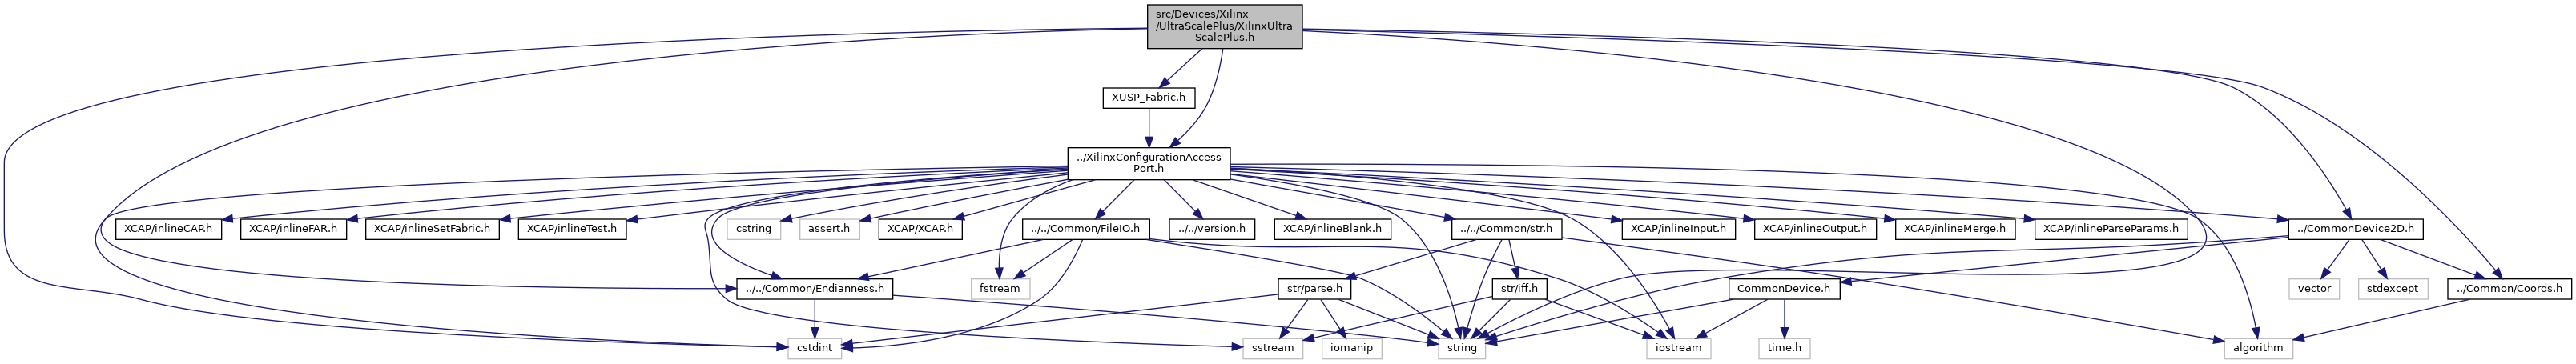 src/Devices/Xilinx
/UltraScalePlus/XilinxUltra
ScalePlus.h
XUSP_Fabric.h
../XilinxConfigurationAccess
Port.h
XCAP/inlineCAP.h
XCAP/inlineFAR.h
XCAP/inlineSetFabric.h
XCAP/inlineTest.h
cstring
assert.h
XCAP/XCAP.h
../../Common/FileIO.h
../../version.h
XCAP/inlineBlank.h
../../Common/str.h
XCAP/inlineInput.h
XCAP/inlineOutput.h
XCAP/inlineMerge.h
XCAP/inlineParseParams.h
../CommonDevice2D.h
../../Common/Endianness.h
fstream
str/parse.h
str/iff.h
CommonDevice.h
vector
stdexcept
../Common/Coords.h
cstdint
sstream
iomanip
string
iostream
time.h
algorithm